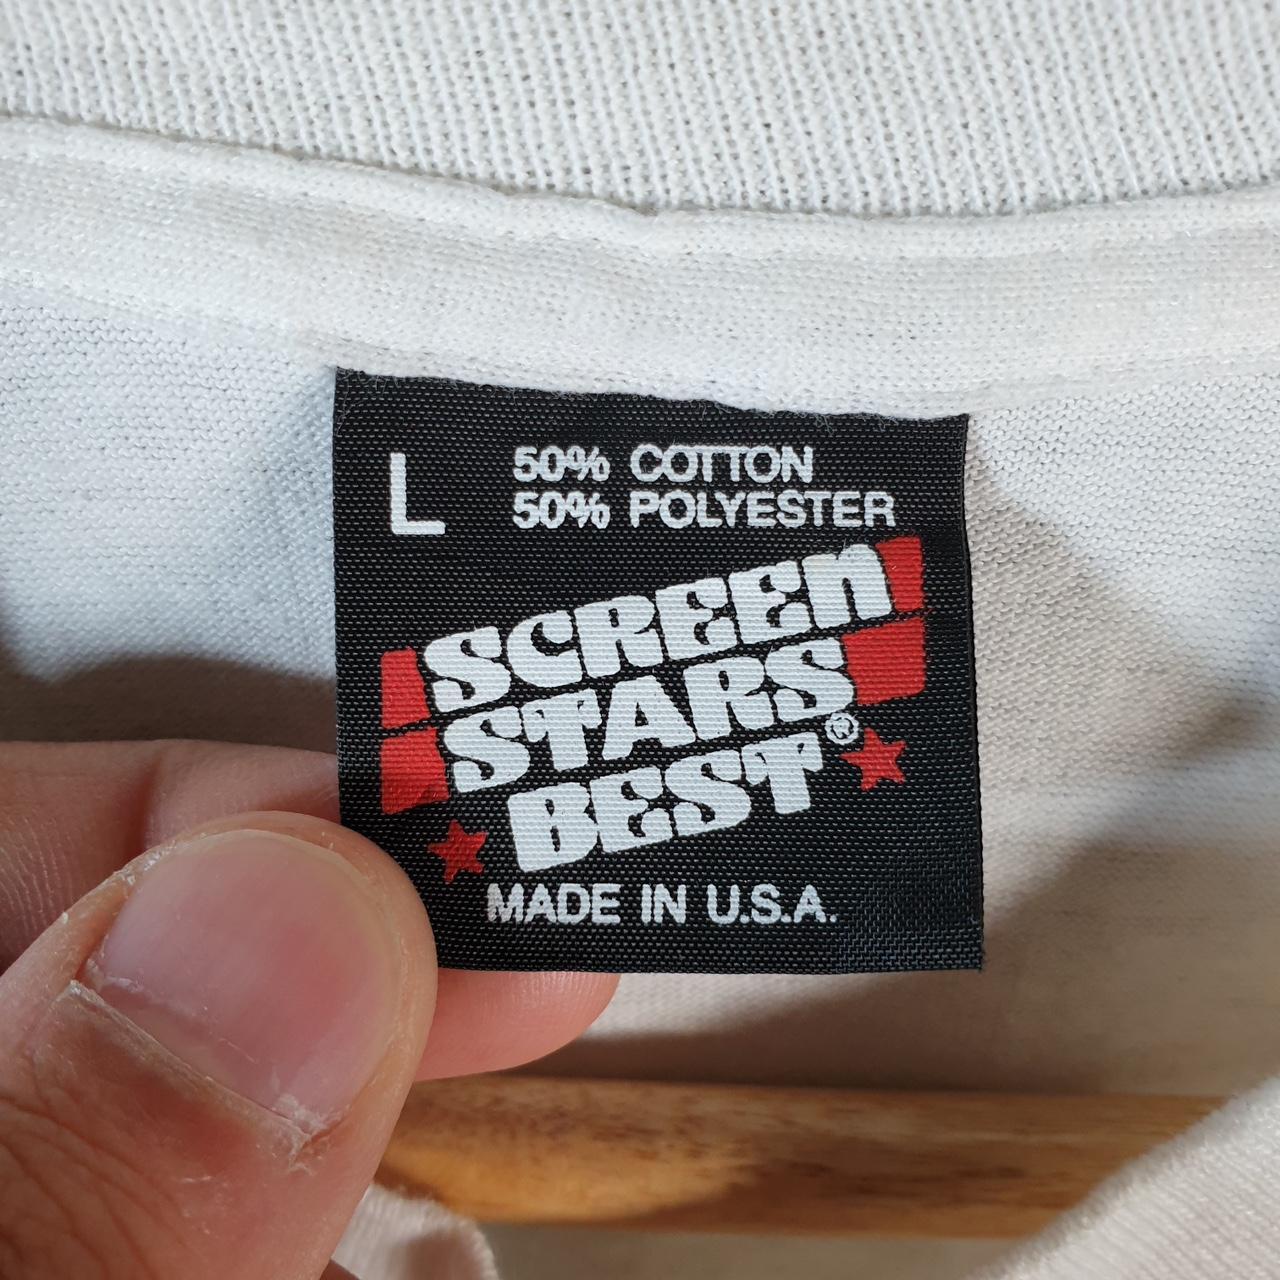 L
50% COTTON
50% POLYESTER
SCREEn
STARS
BEST®
MADE IN U.S.A.